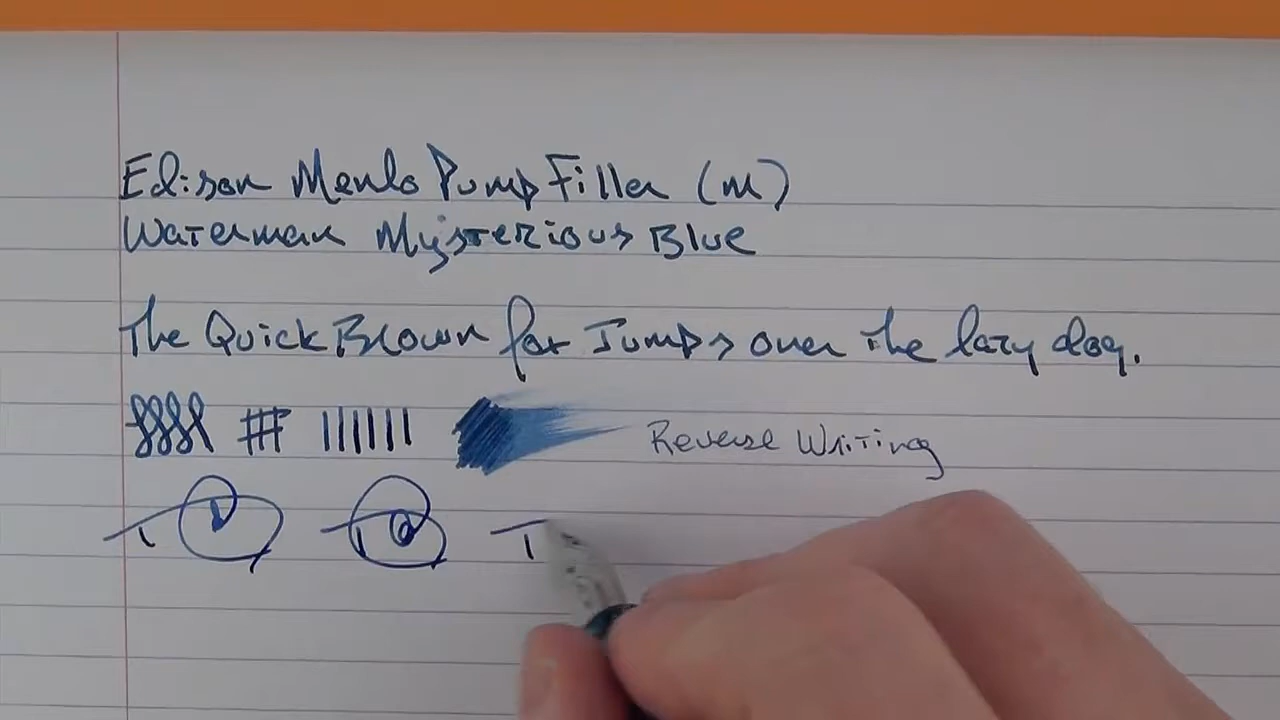 Edison Menlo Pump Filler (M)
Waterman Mysterious Blue
The Quick Brown fox Jumps over the lazy dog.
Reverse Writing